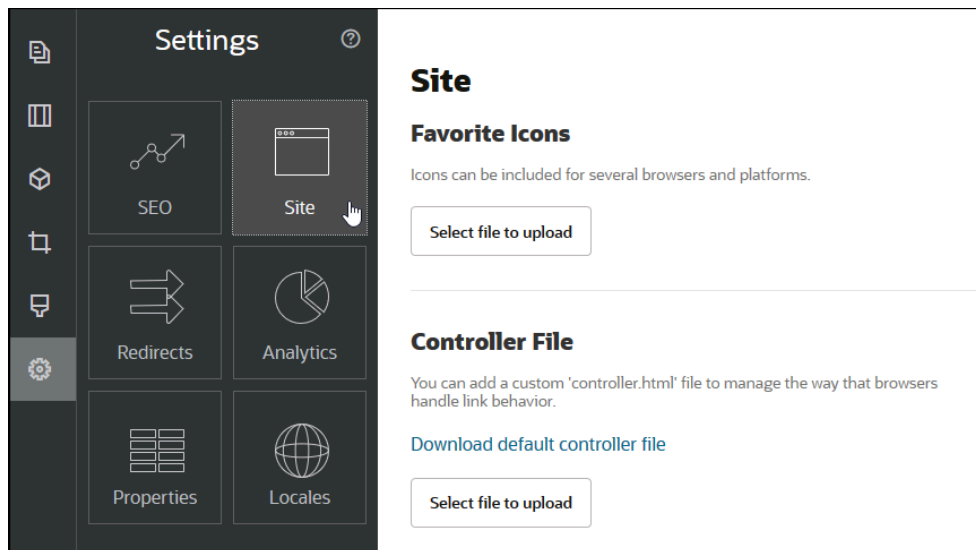 Settings
SEO
Site
Redirects
Analytics
Properties
Locales
Site
Favorite Icons
Icons can be included for several browsers and platforms.
Select file to upload
Controller File
You can add a custom 'controller.html' file to manage the way that browsers
handle link behavior.
Download default controller file
Select file to upload